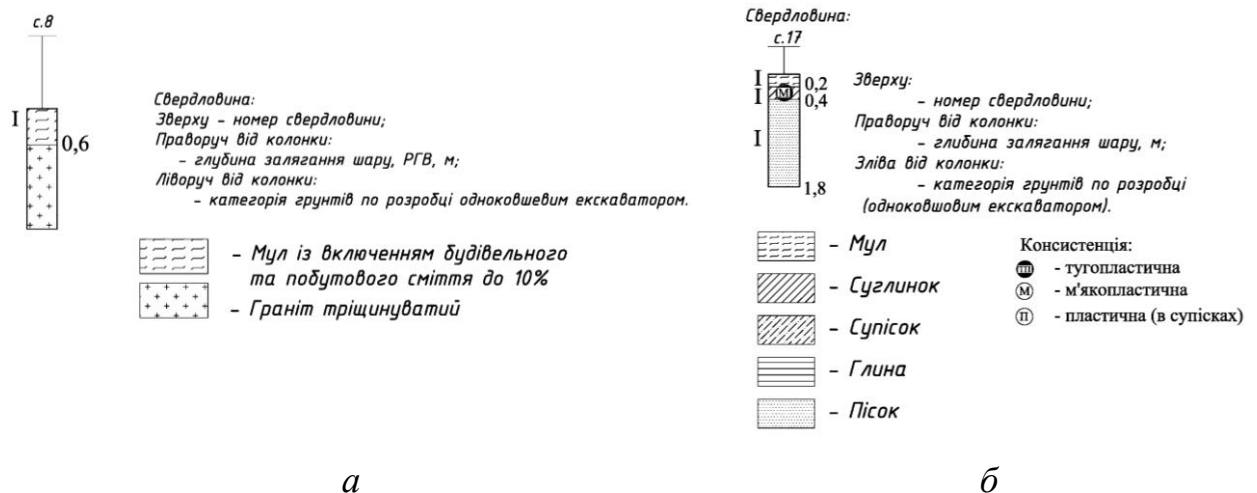 с.8
I
0,6
Свердловина:
Зверху - номер свердловини;
Праворуч від колонки:
- глубина залягання шару, РГВ, м;
Ліворуч від колонки:
- категорія грунтів по розробці одноковшевим екскаватором.
- Мул із включенням будівельного
та побутового сміття до 10%
- Граніт тріщинуватий
а
Свердловина:
с.17
I
0,2
I
М
0,4
I
1,8
Зверху:
- номер свердловини;
Праворуч від колонки:
- глибина залягання шару, м;
Зліва від колонки:
- категорія грунтів по розробці
(одноковшовим екскаватором).
- Мул
- Суглинок
- Супісок
- Глина
- Пісок
Консистенція:
- тугопластична
М - м'якопластична
П - пластична (в супісках)
б